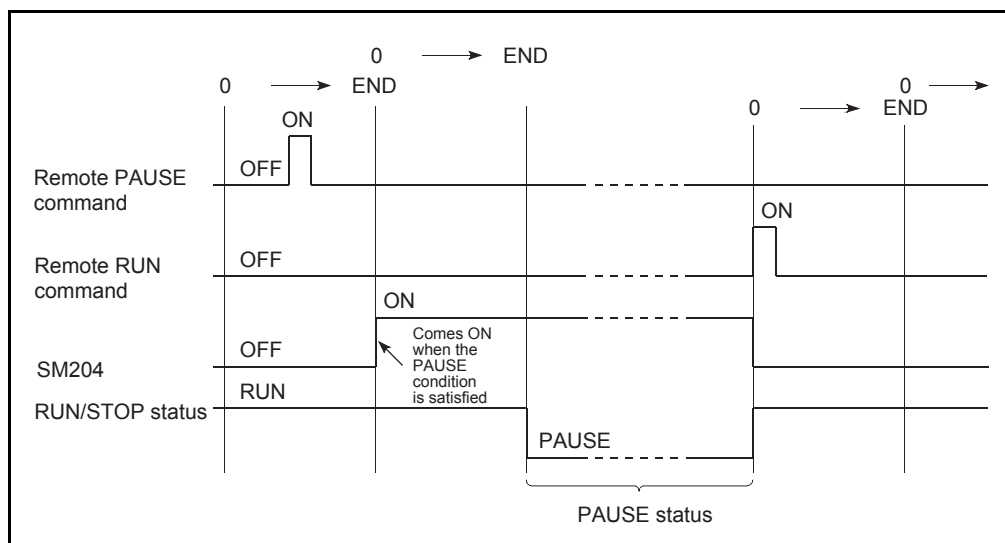 0 END
0 END 0
0 END
ON
OFF
Remote PAUSE
command
ON
OFF
Remote RUN
command
ON
Comes ON
when the
PAUSE
condition
is satisfied
OFF
SM204
RUN
RUN/STOP status
PAUSE
PAUSE status